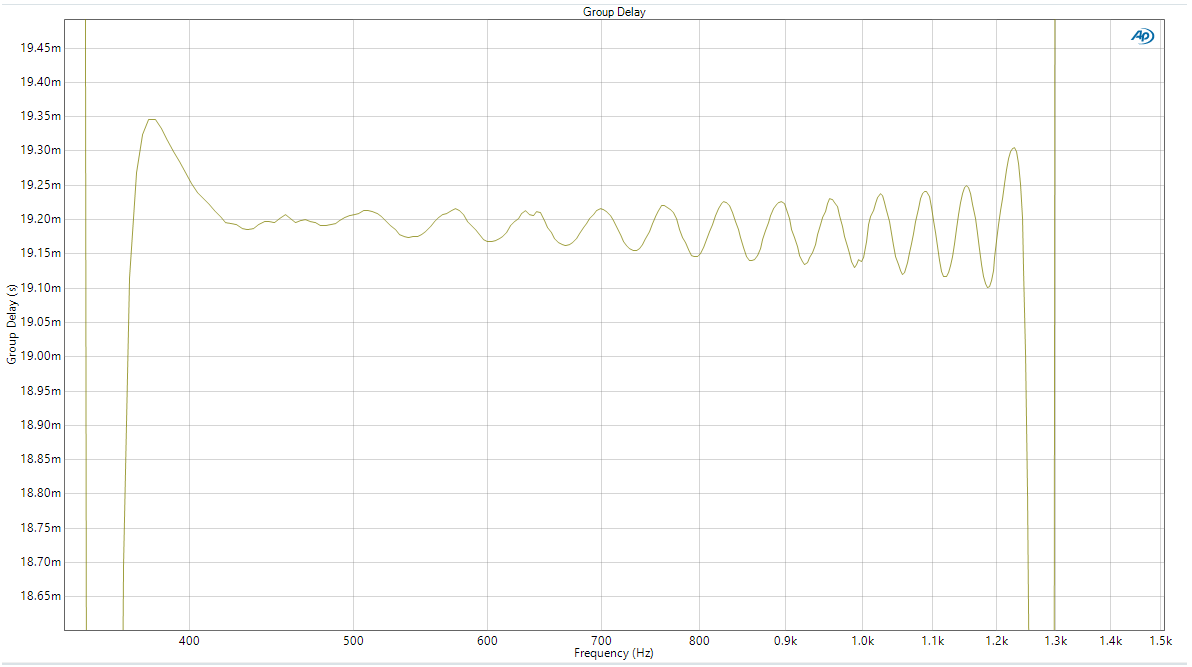 Group Delay
AP
19.45m
19.40m
19.35m
19.30m
19.25m
19.20m
19.15m
19.10m
19.05m
19.00m
18.95m
18.90m
18.85m
18.80m
18.75m
18.70m
18.65m
Group Delay (s)
400 500 600 700 800 0.9k 1.0k 1.1k 1.2k 1.3k 1.4k 1.5k
Frequency (Hz)